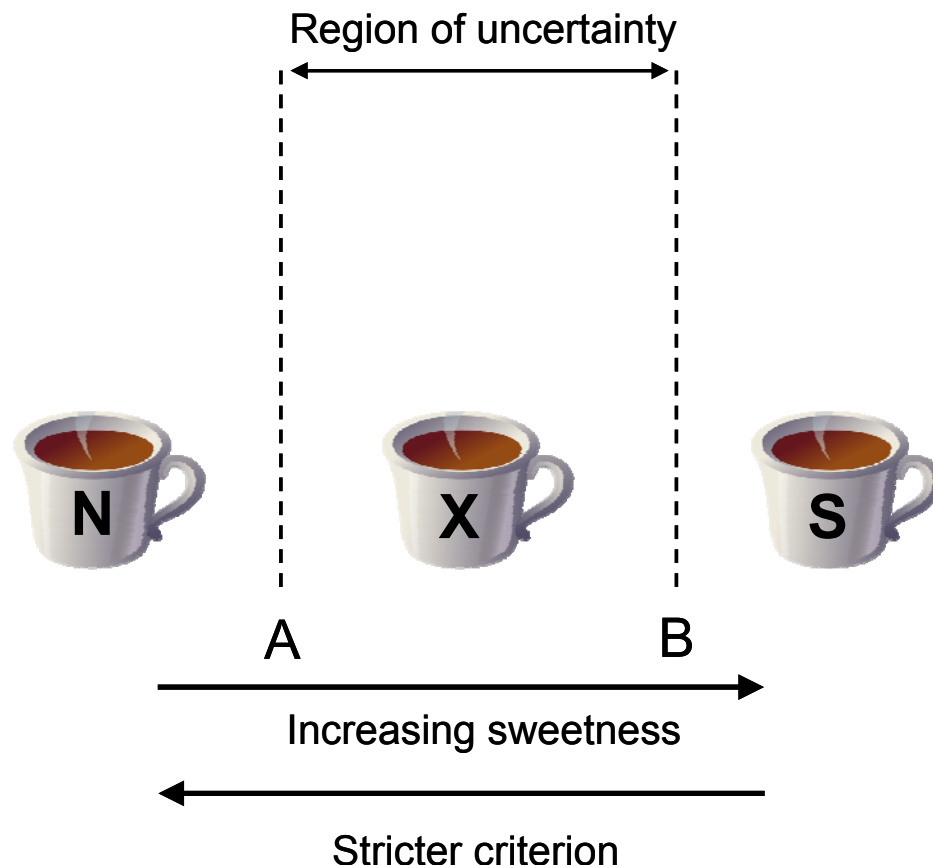 Region of uncertainty
N X S
A B
Increasing sweetness
Stricter criterion